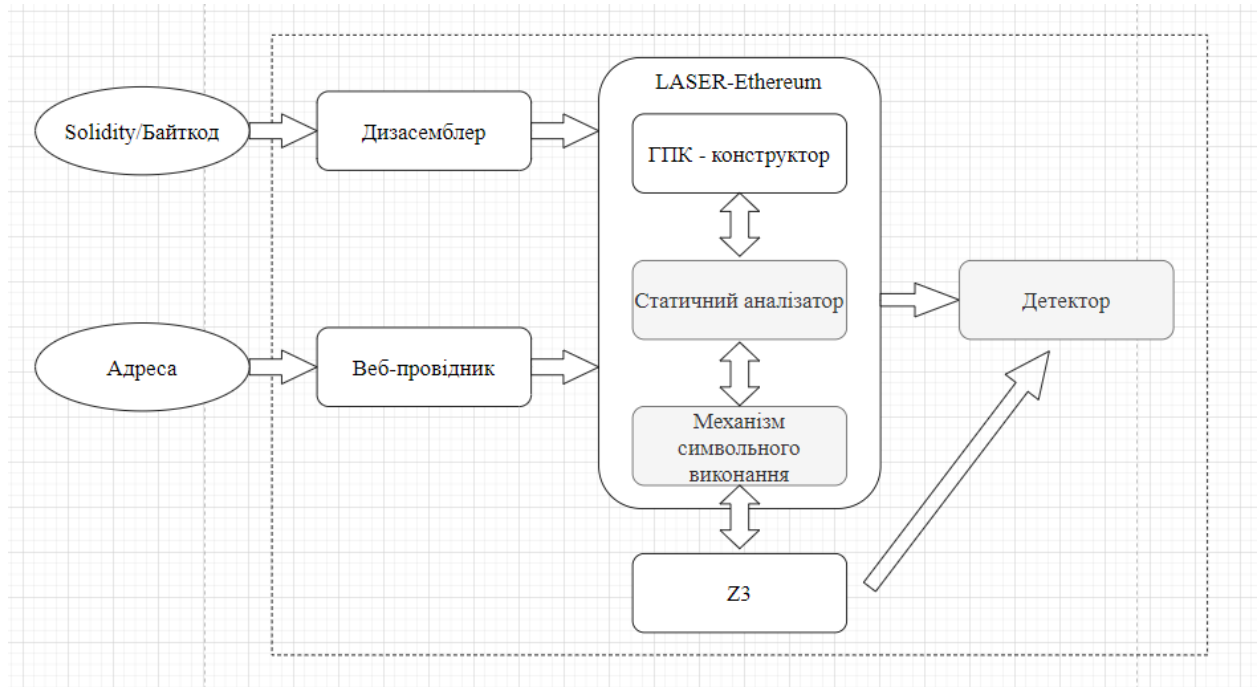 LASER-Ethereum
Solidity/Байткод
Дизасемблер
ГПК - конструктор
Статичний аналізатор
Детектор
Адреса
Веб-провідник
Механізм
символьного
виконання
Z3